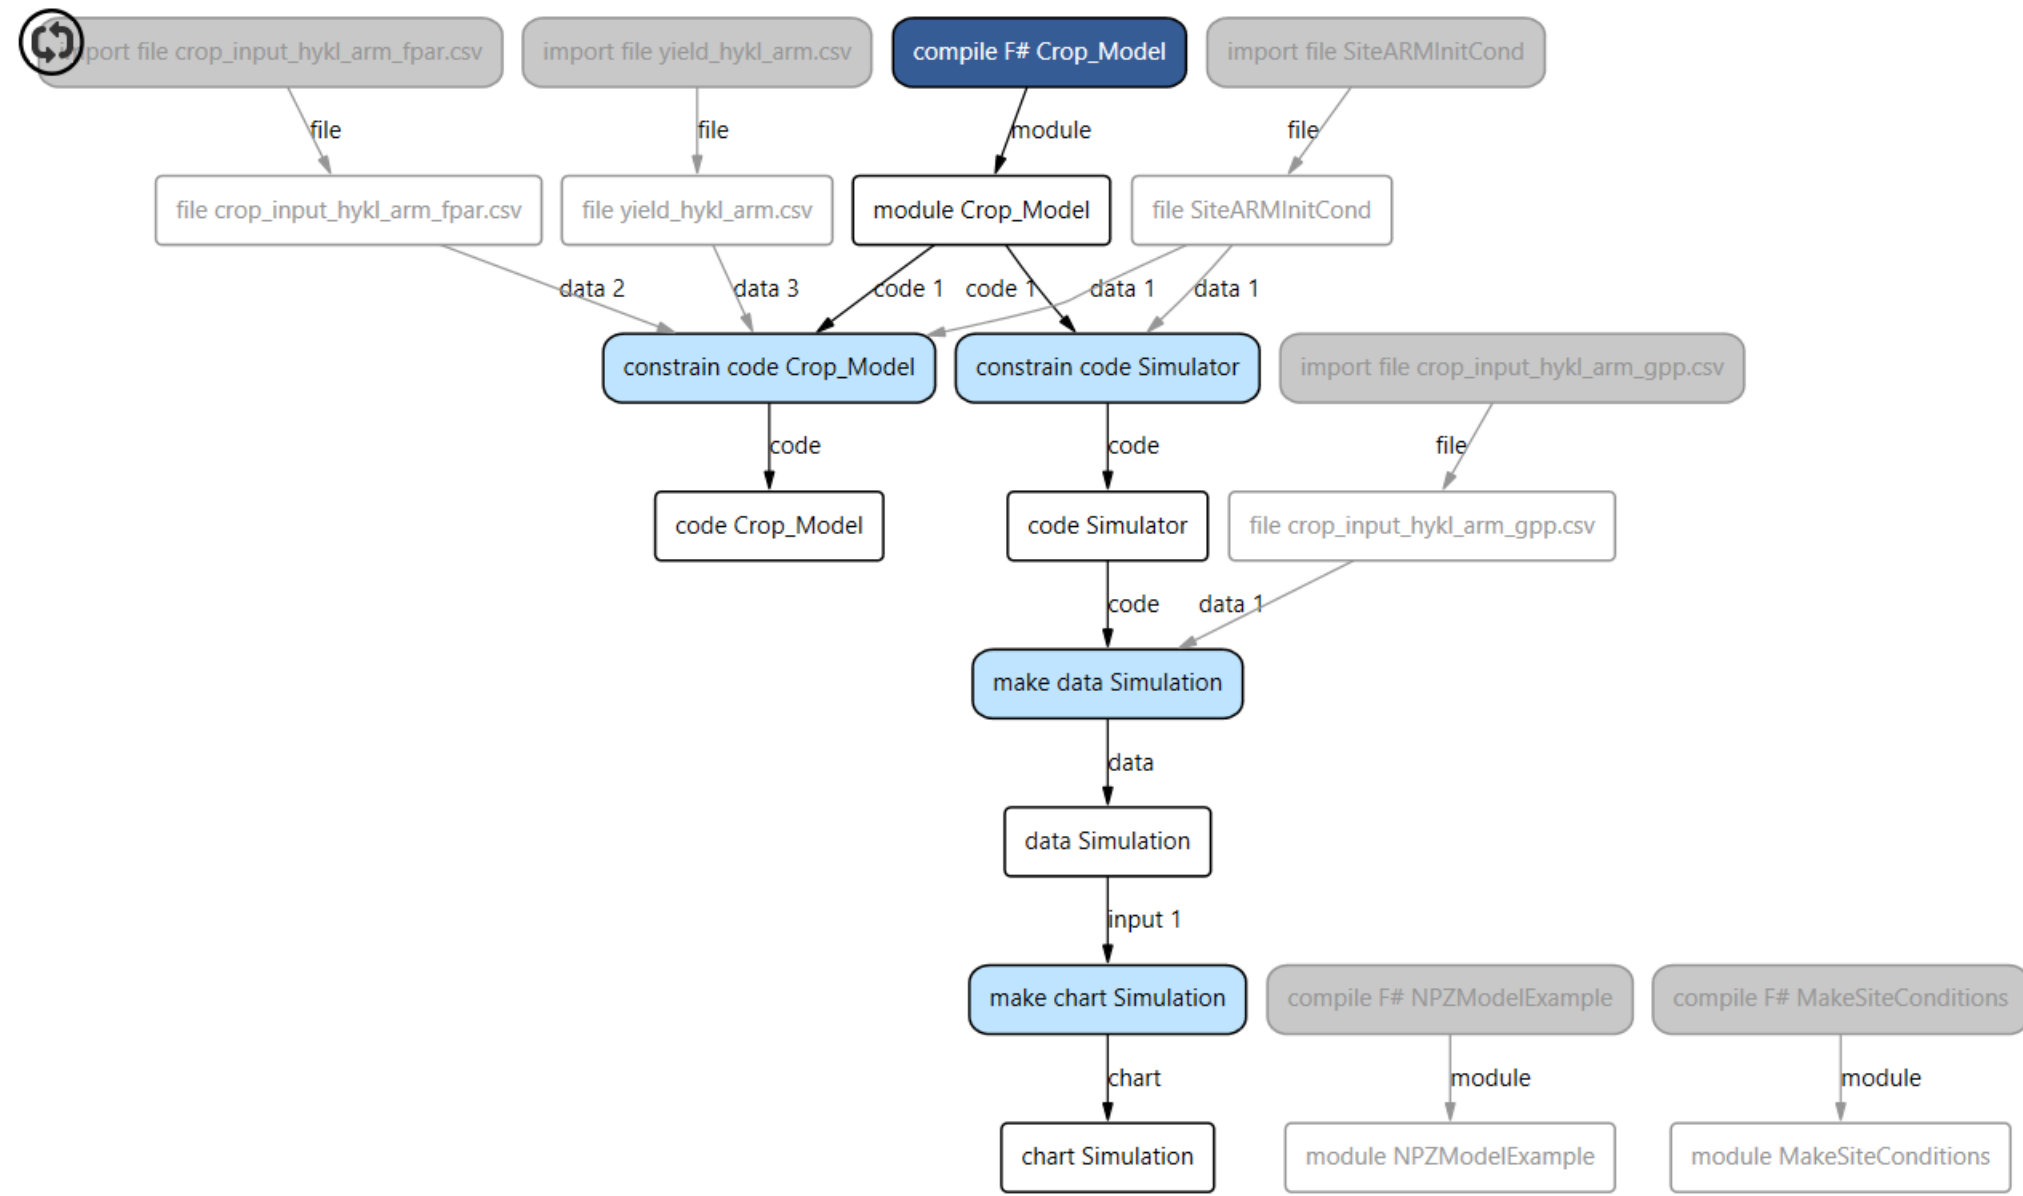 port file crop_input_hykl_arm_fpar.csv
import file yield_hykl_arm.csv
compile F# Crop_Model
import file SiteARMInitCond
file
file
module
file
file crop_input_hykl_arm_fpar.csv
file yield_hykl_arm.csv
module Crop_Model
file SiteARMInitCond
data 2
data 3
code 1
code 1
data 1
data 1
constrain code Crop_Model
constrain code Simulator
import file crop_input_hykl_arm_gpp.csv
code
code
file
code Crop_Model
code Simulator
file crop_input_hykl_arm_gpp.csv
code
data 1
make data Simulation
data
data Simulation
input 1
make chart Simulation
compile F# NPZModelExample
compile F# MakeSiteConditions
chart
module
module
chart Simulation
module NPZModelExample
module MakeSiteConditions